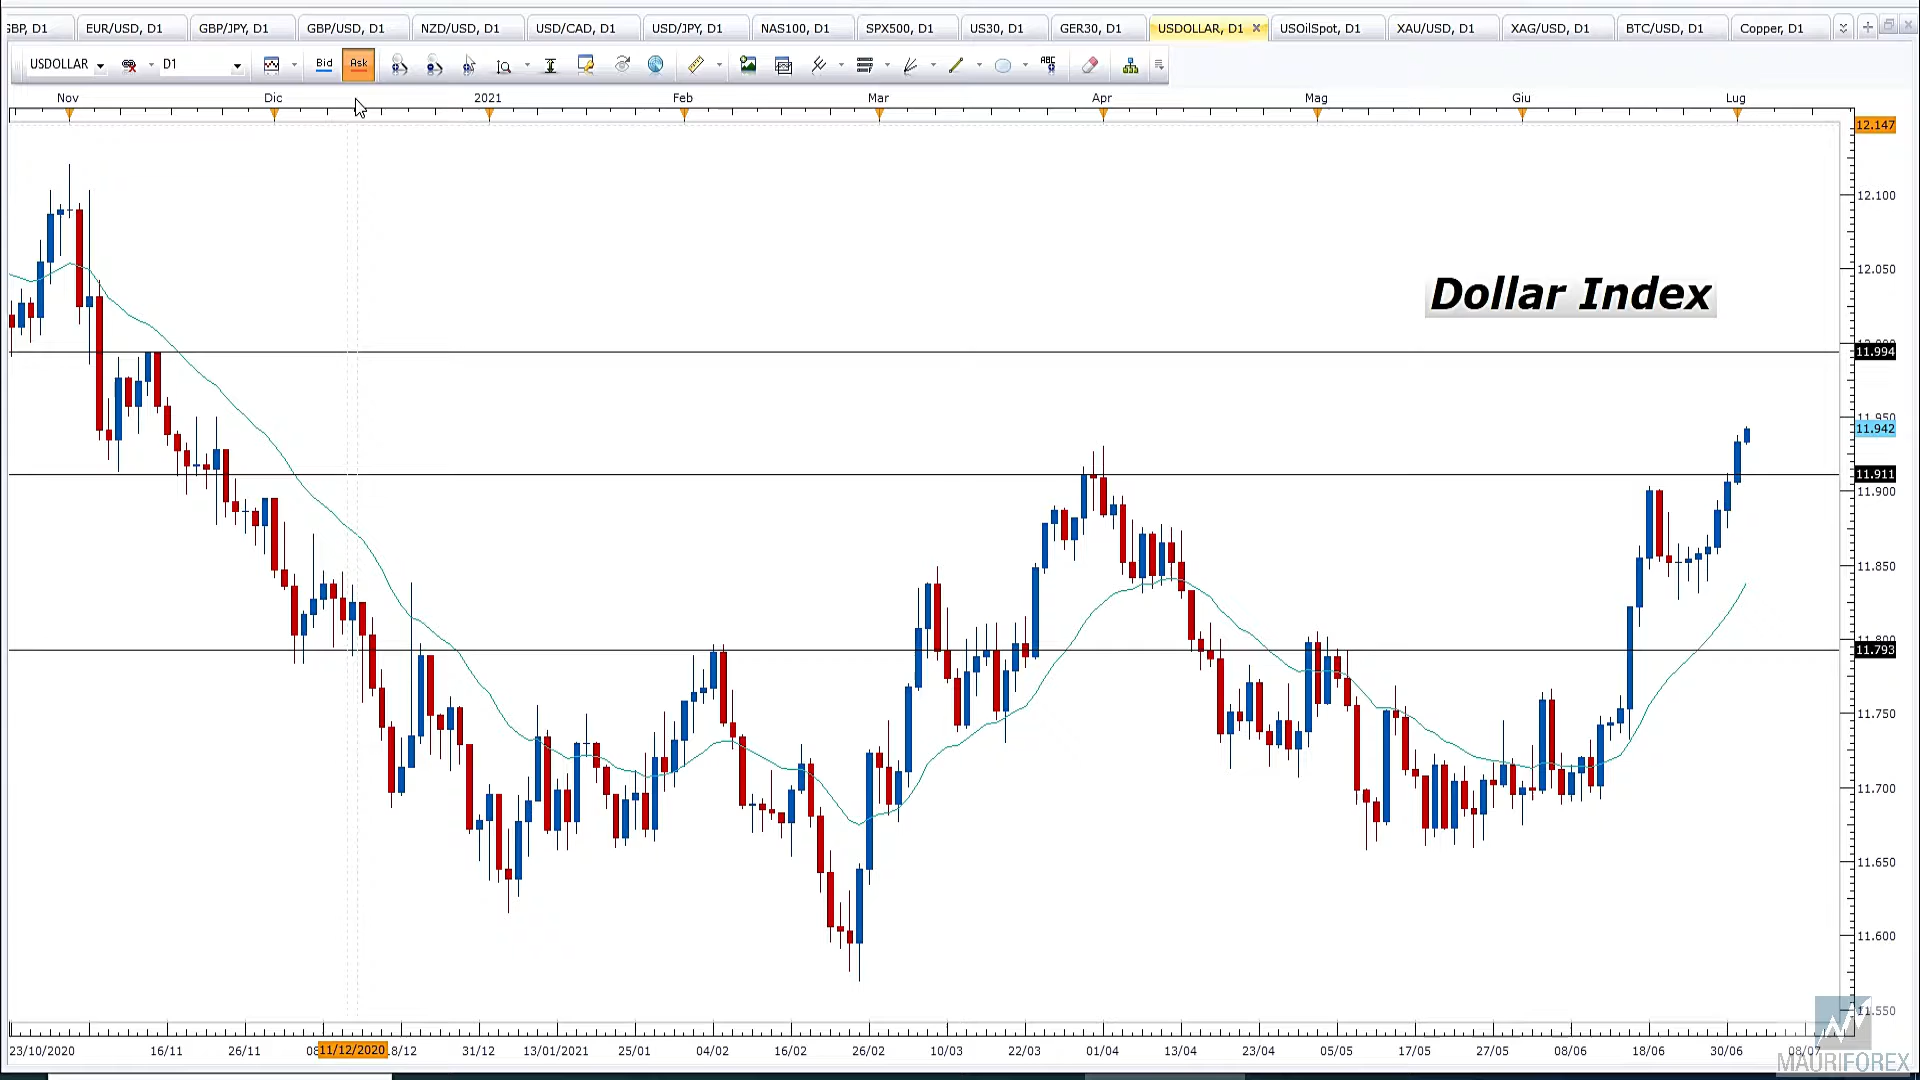 GBP, D1 EUR/USD, D1 GBP/JPY, D1 GBP/USD, D1 NZD/USD, D1 USD/CAD, D1 USD/JPY, D1 NAS100, D1 SPX500, D1 US30, D1 GER30, D1 USDOLLAR, D1 USOilSpot, D1 XAU/USD, D1 XAG/USD, D1 BTC/USD, D1 Copper, D1
USDOLLAR D1 Bid Ask ABC
Nov Dic 2021 Feb Mar Apr Mag Giu Lug
12.147
12.100
12.050
Dollar Index
11.994
11.950
11.942
11.911
11.900
11.850
11.800
11.793
11.750
11.700
11.650
11.600
11.550
23/10/2020 16/11 26/11 08 11/12/2020 8/12 31/12 13/01/2021 25/01 04/02 16/02 26/02 10/03 22/03 01/04 13/04 23/04 05/05 17/05 27/05 08/06 18/06 30/06 08/07
MAURIFOREX